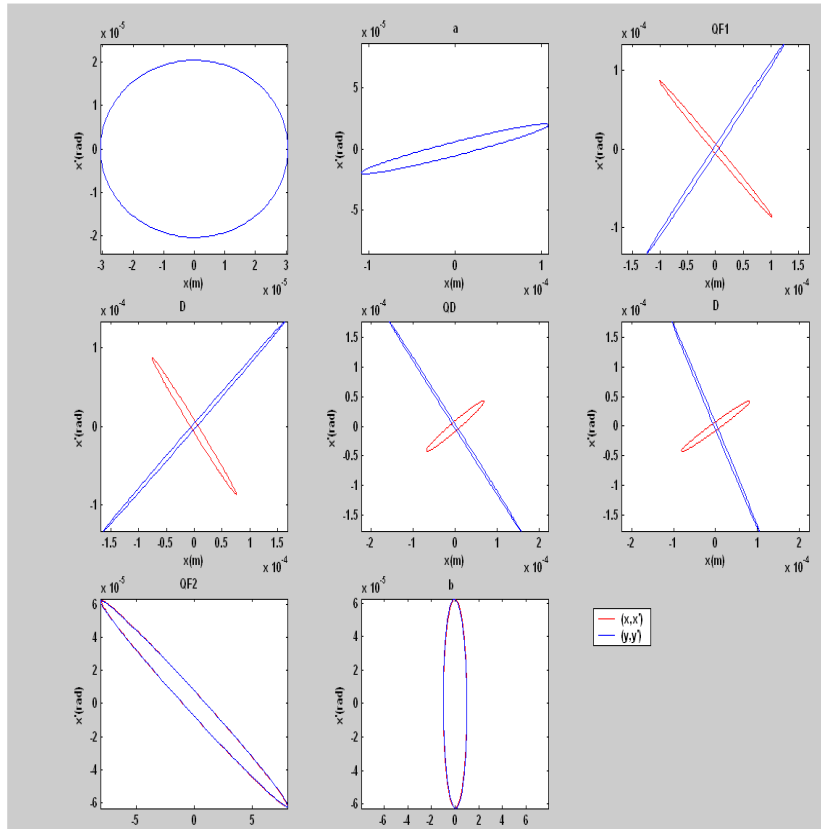 × 10^-5
x'(rad)
2
1
0
-1
-2
-3 -2 -1 0 1 2 3
x(m)
× 10^-5
× 10^-5
a
x'(rad)
5
0
-5
-1 0 1
x(m)
× 10^-4
× 10^-4
QF1
x'(rad)
1
0
-1
-1.5 -1 -0.5 0 0.5 1 1.5
x(m)
× 10^-4
× 10^-4
D
x'(rad)
1
0
-1
-1.5 -1 -0.5 0 0.5 1 1.5
x(m)
× 10^-4
× 10^-4
QD
x'(rad)
1.5
1
0.5
0
-0.5
-1
-1.5
-2 -1 0 1 2
x(m)
× 10^-4
× 10^-4
D
x'(rad)
1.5
1
0.5
0
-0.5
-1
-1.5
-2 -1 0 1 2
x(m)
× 10^-4
× 10^-5
QF2
x'(rad)
6
4
2
0
-2
-4
-6
-5 0 5
× 10^-5
b
x'(rad)
6
4
2
0
-2
-4
-6
-6 -4 -2 0 2 4 6
(x,x')
(y,y')